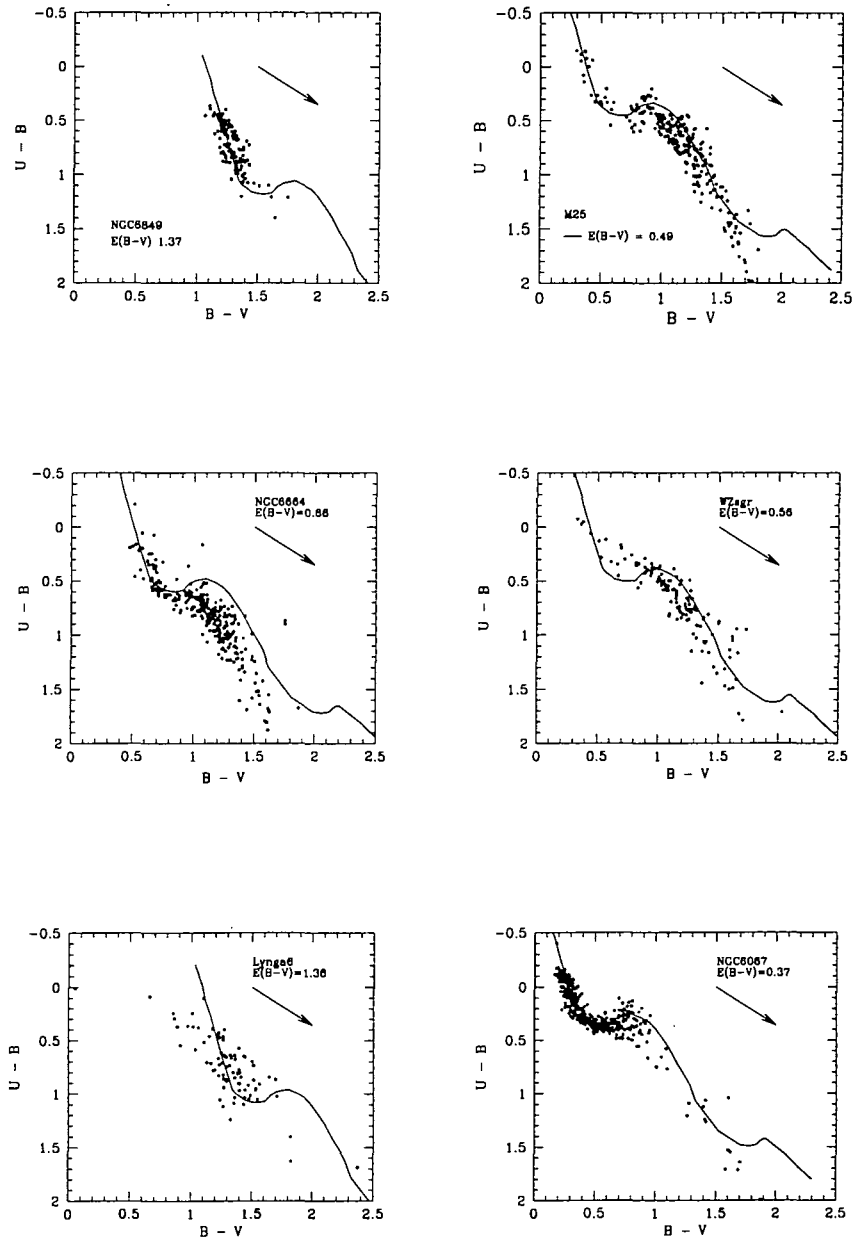 -0.5
0
0.5
1
1.5
2
U - B
NGC6649
E(B-V) 1.37
0 0.5 1 1.5 2 2.5
B - V
-0.5
0
0.5
1
1.5
2
U - B
M25
E(B-V) = 0.49
0 0.5 1 1.5 2 2.5
B - V
-0.5
0
0.5
1
1.5
2
U - B
NGC6664
E(B-V)=0.66
0 0.5 1 1.5 2 2.5
B - V
-0.5
0
0.5
1
1.5
2
U - B
WZsgr
E(B-V)=0.56
0 0.5 1 1.5 2 2.5
B - V
-0.5
0
0.5
1
1.5
2
U - B
Lynga6
E(B-V)=1.36
0 0.5 1 1.5 2 2.5
B - V
-0.5
0
0.5
1
1.5
2
U - B
NGC6067
E(B-V)=0.37
0 0.5 1 1.5 2 2.5
B - V